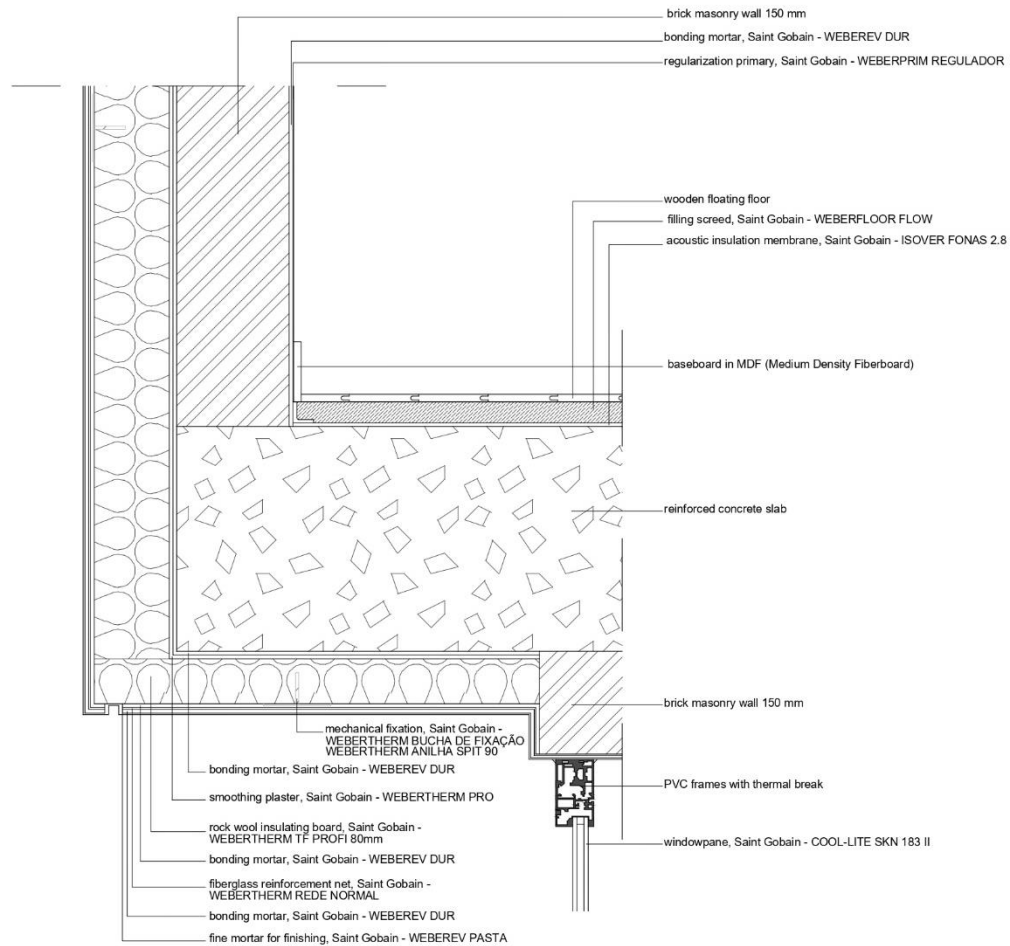 brick masonry wall 150 mm
bonding mortar, Saint Gobain - WEBEREV DUR
regularization primary, Saint Gobain - WEBERPRIM REGULADOR
wooden floating floor
filling screed, Saint Gobain - WEBERFLOOR FLOW
acoustic insulation membrane, Saint Gobain - ISOVER FONAS 2.8
baseboard in MDF (Medium Density Fiberboard)
reinforced concrete slab
brick masonry wall 150 mm
mechanical fixation, Saint Gobain -
WEBERTHERM BUCHA DE FIXAÇÃO
WEBERTHERM ANILHA SPIT 90
bonding mortar, Saint Gobain - WEBEREV DUR
PVC frames with thermal break
smoothing plaster, Saint Gobain - WEBERTHERM PRO
rock wool insulating board, Saint Gobain -
WEBERTHERM TF PROFI 80mm
windowpane, Saint Gobain - COOL-LITE SKN 183 II
bonding mortar, Saint Gobain - WEBEREV DUR
fiberglass reinforcement net, Saint Gobain -
WEBERTHERM REDE NORMAL
bonding mortar, Saint Gobain - WEBEREV DUR
fine mortar for finishing, Saint Gobain - WEBEREV PASTA